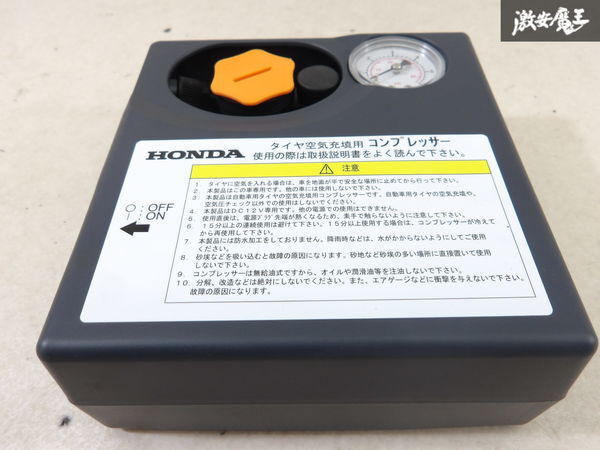 激安魔王
HONDA
タイヤ空気充填用 コンプレッサー
使用の際は取扱説明書をよく読んで下さい。
注意
○：OFF
−：ON
1．タイヤに空気を入れる場合は、車を地面が平で安全な場所に止めてから行って下さい。
2．本製品はこの車専用です。他の車には使用しないで下さい。
3．本製品は自動車用タイヤの空気充填用コンプレッサーです。自動車用タイヤの空気充填や、
空気圧チェック以外での使用はしないでください。
4．本製品はDC12V専用です。他の電源での使用はできません。
5．使用直後は、電源プラグ先端が熱くなるため、素手で触らないように注意して下さい。
6．15分以上の連続使用は避けて下さい。15分以上使用する場合は、コンプレッサーが冷えて
から再使用して下さい。
7．本製品には防水加工をしておりません。降雨時などは、水がかからないようにしてご使用
ください。
8．砂埃などを吸い込むと故障の原因になります。砂地など砂埃の多い場所に直接置いて使用
しないで下さい。
9．コンプレッサーは無給油式ですから、オイルや潤滑油等を注油しないで下さい。
10．分解、改造などは絶対にしないでください。また、エアゲージなどに衝撃を与えないで下さい。
故障の原因になります。